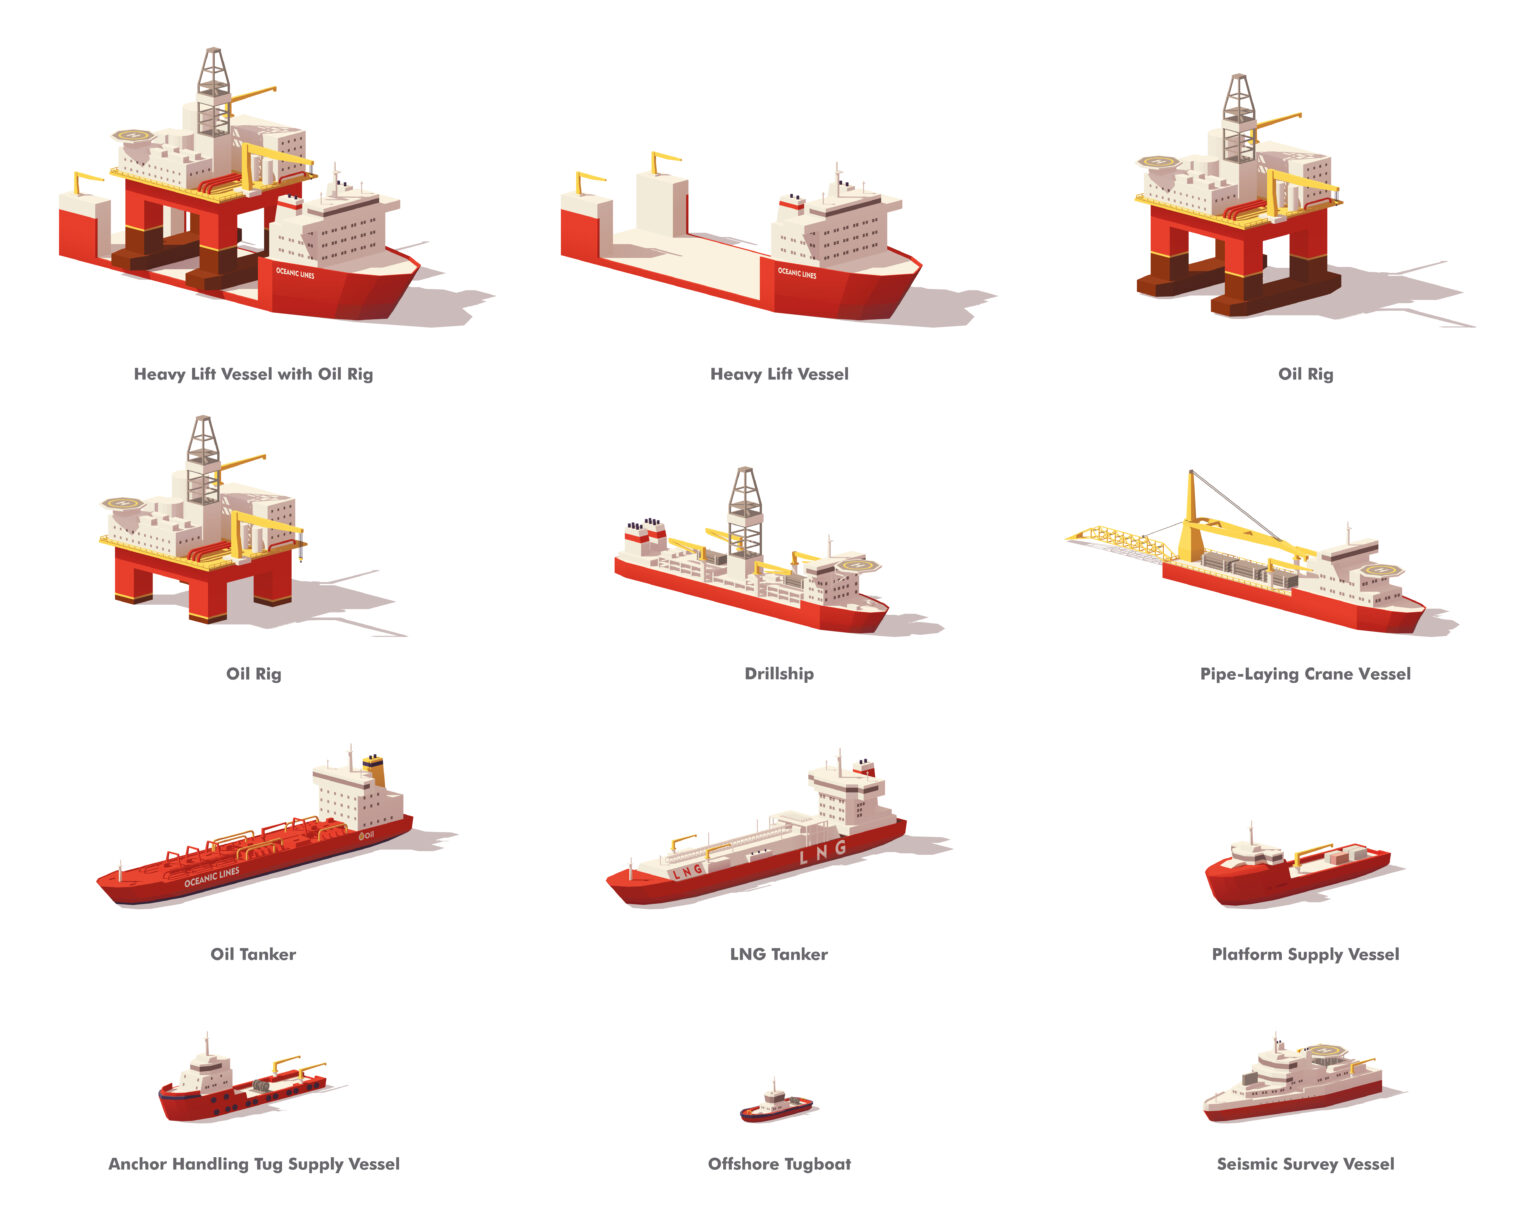 OCEANIC LINES
OCEANIC LINES
Heavy Lift Vessel with Oil Rig
Heavy Lift Vessel
Oil Rig
Oil Rig
Drillship
Pipe-Laying Crane Vessel
OCEANIC LINES
Oil
LNG
LNG
Oil Tanker
LNG Tanker
Platform Supply Vessel
Anchor Handling Tug Supply Vessel
Offshore Tugboat
Seismic Survey Vessel